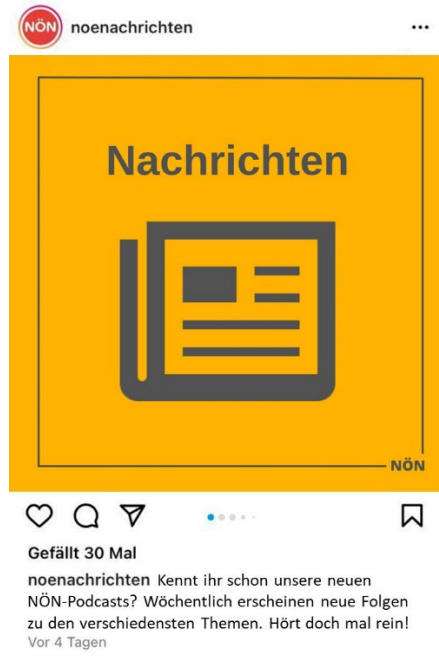 NÖN noenachrichten
Nachrichten
NÖN
Gefällt 30 Mal
noenachrichten Kennt ihr schon unsere neuen
NÖN-Podcasts? Wöchentlich erscheinen neue Folgen
zu den verschiedensten Themen. Hört doch mal rein!
Vor 4 Tagen